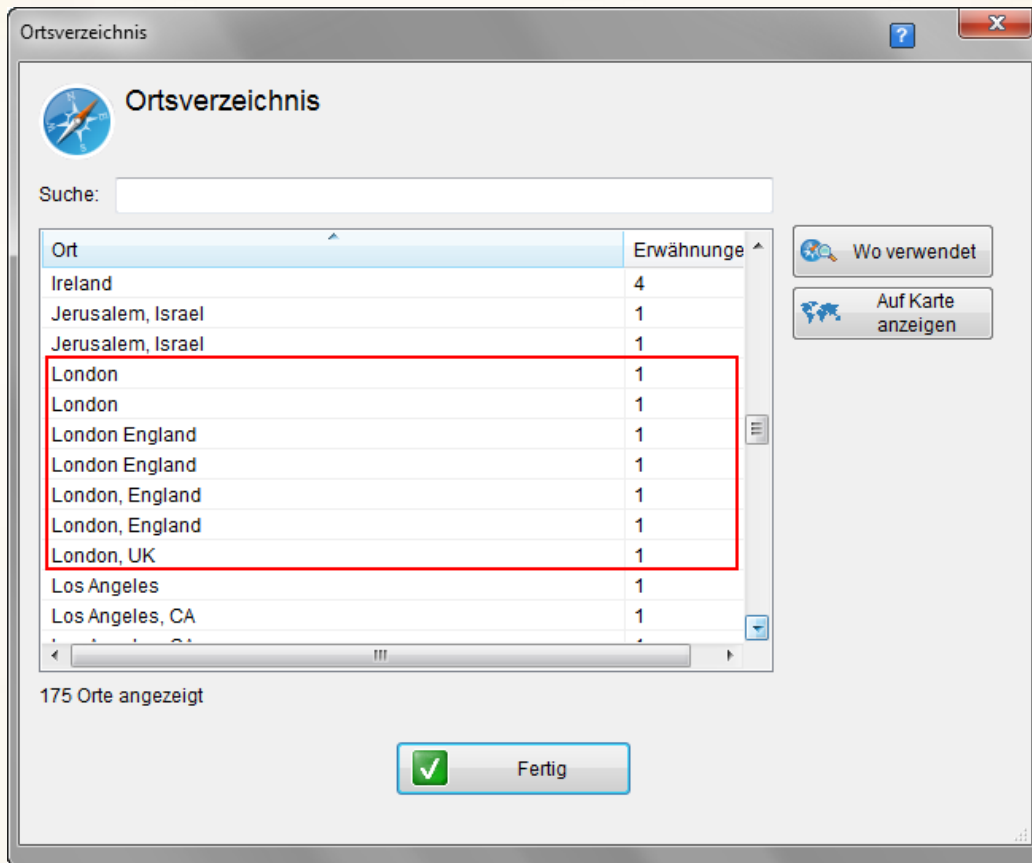 Ortsverzeichnis
Ortsverzeichnis
Suche:
Ort Erwähnunge
Ireland 4
Jerusalem, Israel 1
Jerusalem, Israel 1
London 1
London 1
London England 1
London England 1
London, England 1
London, England 1
London, UK 1
Los Angeles 1
Los Angeles, CA 1
Wo verwendet
Auf Karte
anzeigen
175 Orte angezeigt
Fertig